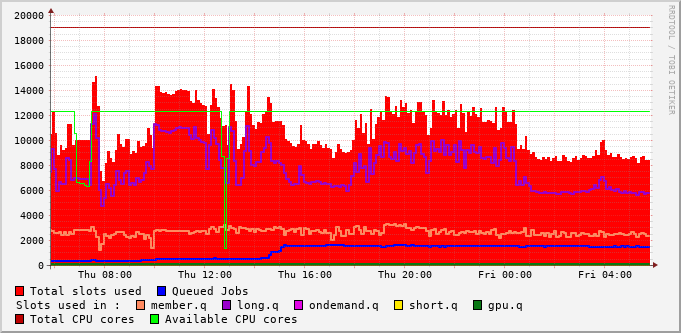 20000
18000
16000
14000
12000
10000
8000
6000
4000
2000
0
Thu 08:00 Thu 12:00 Thu 16:00 Thu 20:00 Fri 00:00 Fri 04:00
RRDTOOL / TOBI OETIKER
Total slots used Queued Jobs
Slots used in : member.q long.q ondemand.q short.q gpu.q
Total CPU cores Available CPU cores